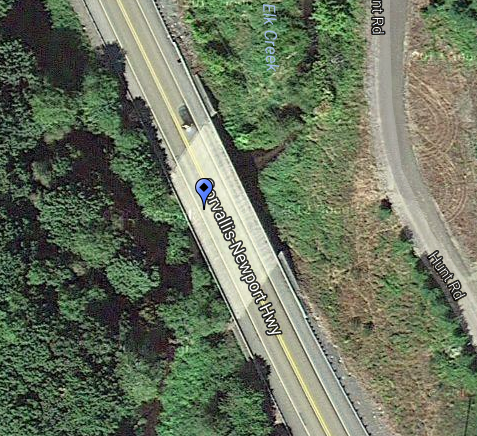 Elk Creek
Hunt Rd
Corvallis-Newport Hwy
Hunt Rd